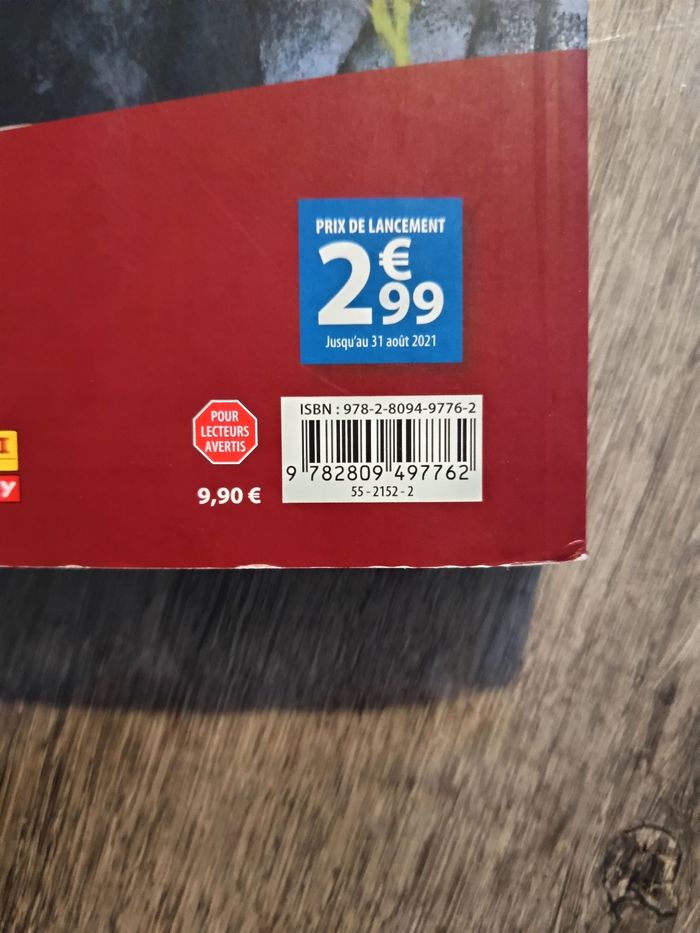 PRIX DE LANCEMENT
2€99
Jusqu'au 31 août 2021
POUR
LECTEURS
AVERTIS
9,90 €
ISBN : 978-2-8094-9776-2
9 782809 497762
55 - 2152 - 2